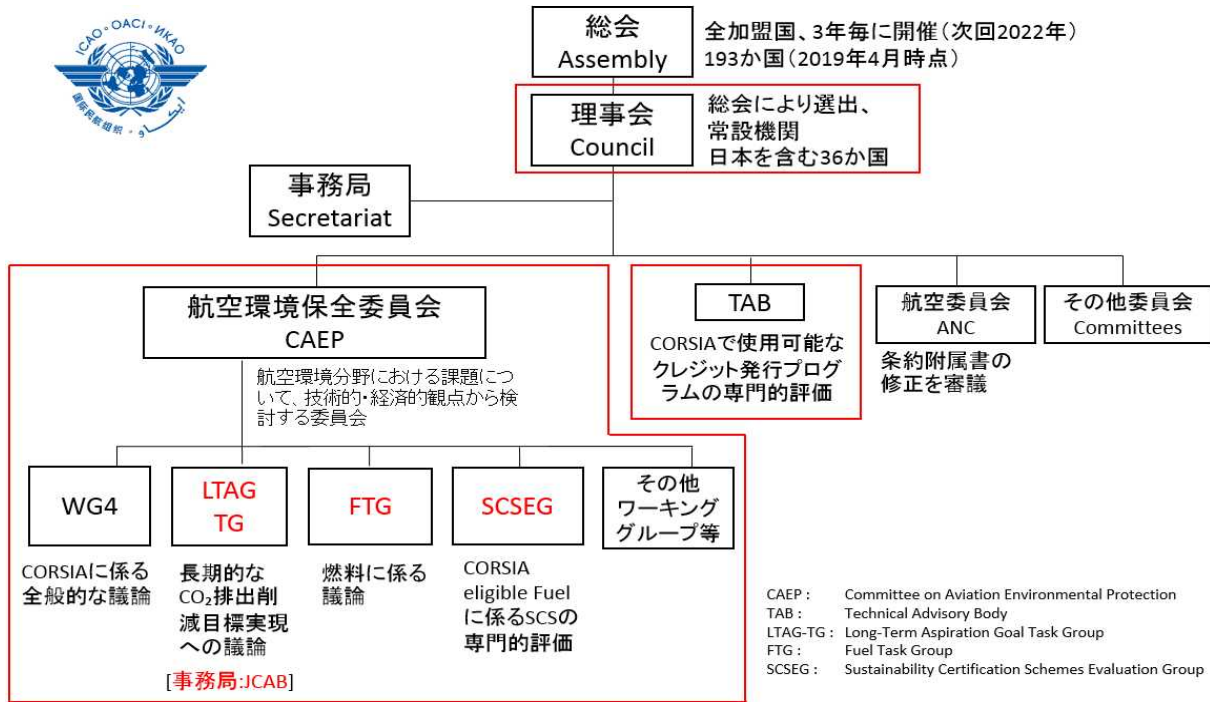 ICAO・OACI・ИКАО
国际民航组织・إيكاو
総会
Assembly
全加盟国、3年毎に開催(次回2022年)
193か国(2019年4月時点)
理事会
Council
総会により選出、
常設機関
日本を含む36か国
事務局
Secretariat
航空環境保全委員会
CAEP
航空環境分野における課題につ
いて、技術的・経済的観点から検
討する委員会
TAB
CORSIAで使用可能な
クレジット発行プログ
ラムの専門的評価
航空委員会
ANC
条約附属書の
修正を審議
その他委員会
Committees
WG4
CORSIAに係る
全般的な議論
LTAG
TG
長期的な
CO₂排出削
減目標実現
への議論
[事務局:JCAB]
FTG
燃料に係る
議論
SCSEG
CORSIA
eligible Fuel
に係るSCSの
専門的評価
その他
ワーキング
グループ等
CAEP : Committee on Aviation Environmental Protection
TAB : Technical Advisory Body
LTAG-TG : Long-Term Aspiration Goal Task Group
FTG : Fuel Task Group
SCSEG : Sustainability Certification Schemes Evaluation Group